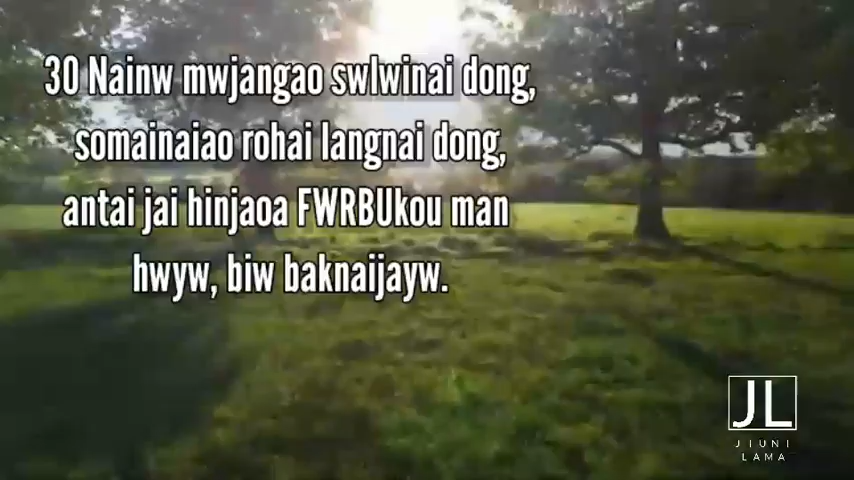 30 Nainw mwjangao swlwinai dong,
somainaiao rohai langnai dong,
antai jai hinjaoa FWRBUkou man
hwyw, biw baknaijayw.
JL
JIUNI
LAMA